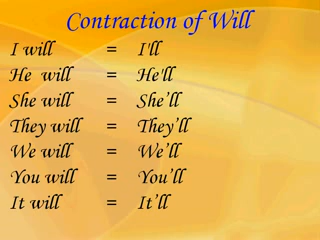 Contraction of Will
I will = I'll
He will = He'll
She will = She’ll
They will = They’ll
We will = We’ll
You will = You’ll
It will = It’ll